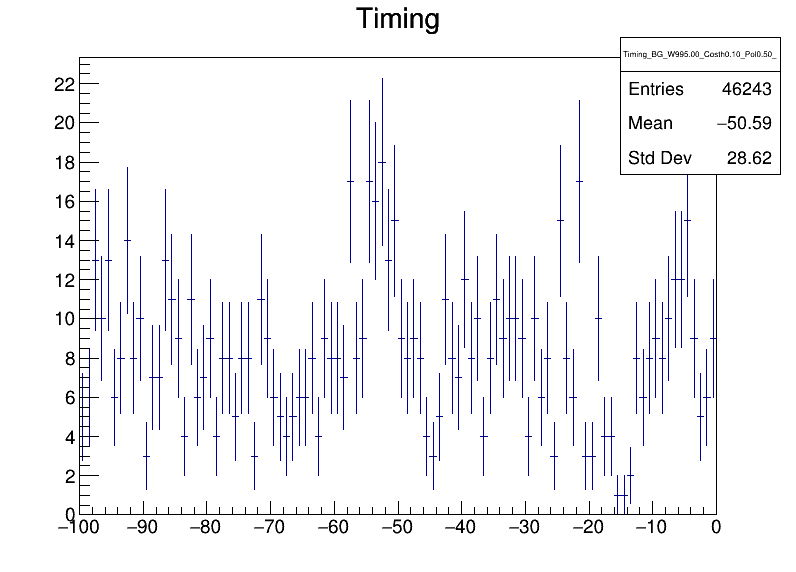 Timing
Timing_BG_W995.00_Costh0.10_Pol0.50_
Entries 46243
Mean −50.59
Std Dev 28.62
22
20
18
16
14
12
10
8
6
4
2
0
−100 −90 −80 −70 −60 −50 −40 −30 −20 −10 0